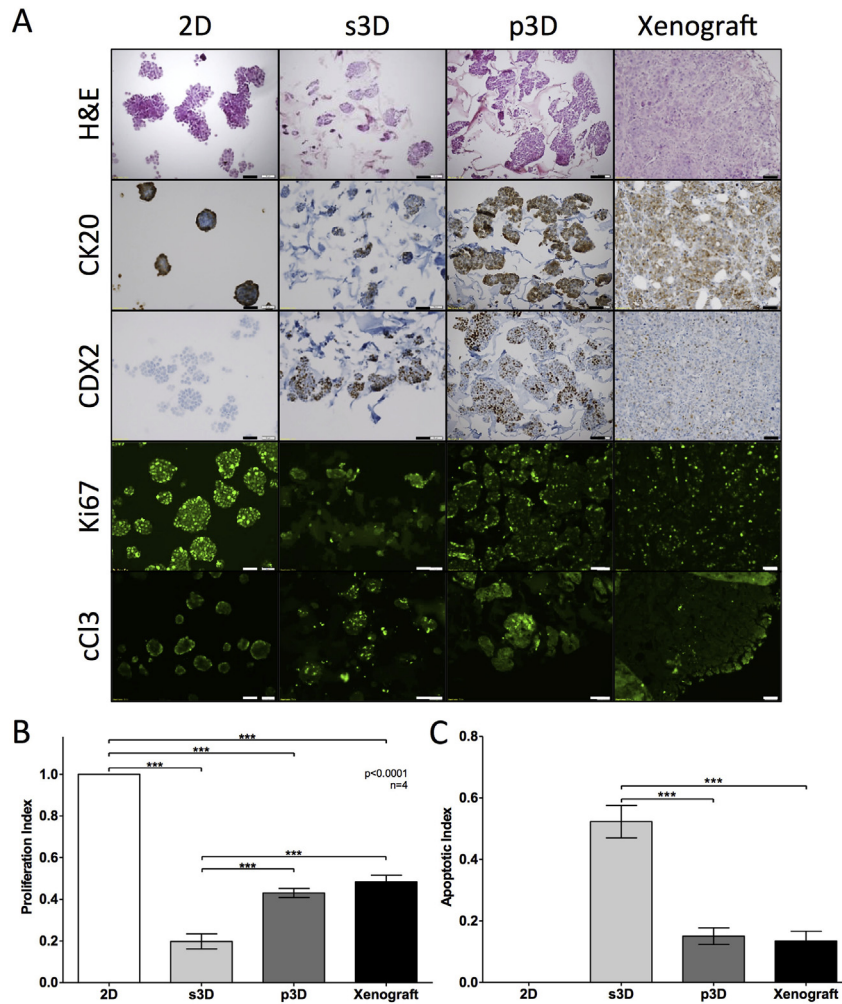 A
2D s3D p3D Xenograft
H&E
CK20
CDX2
Ki67
cCl3
B
Proliferation Index
1.0
0.8
0.6
0.4
0.2
0.0
***
***
***
***
***
p<0.0001
n=4
2D s3D p3D Xenograft
C
Apoptotic Index
0.8
0.6
0.4
0.2
0.0
***
***
2D s3D p3D Xenograft